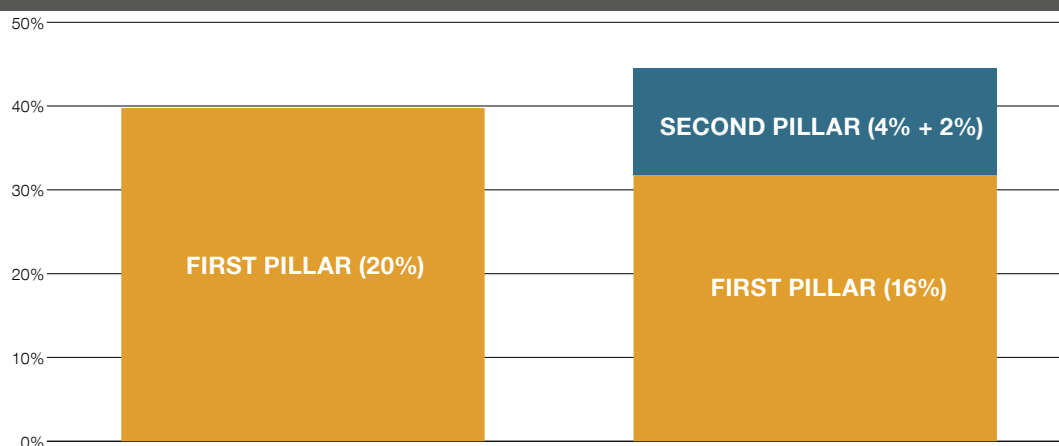 50%
40%
30%
20%
10%
0%
FIRST PILLAR (20%)
SECOND PILLAR (4% + 2%)
FIRST PILLAR (16%)